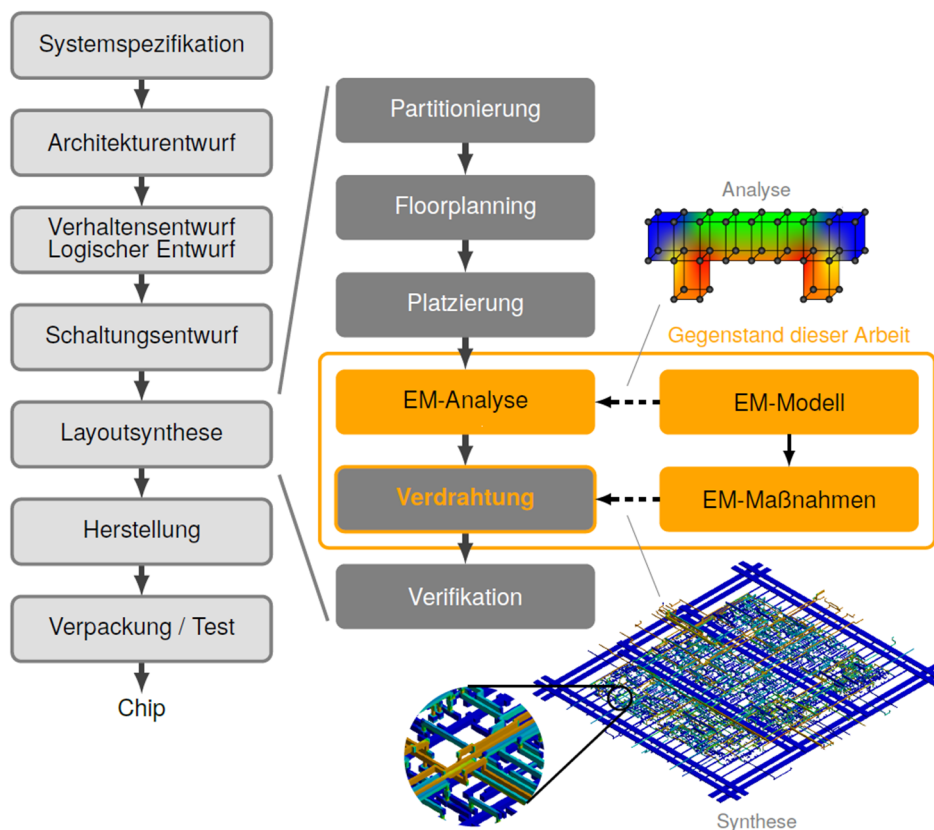 Systemspezifikation
Architekturentwurf
Verhaltensentwurf
Logischer Entwurf
Schaltungsentwurf
Layoutsynthese
Herstellung
Verpackung / Test
Chip
Partitionierung
Floorplanning
Platzierung
EM-Analyse
Verdrahtung
Verifikation
Analyse
Gegenstand dieser Arbeit
EM-Modell
EM-Maßnahmen
Synthese